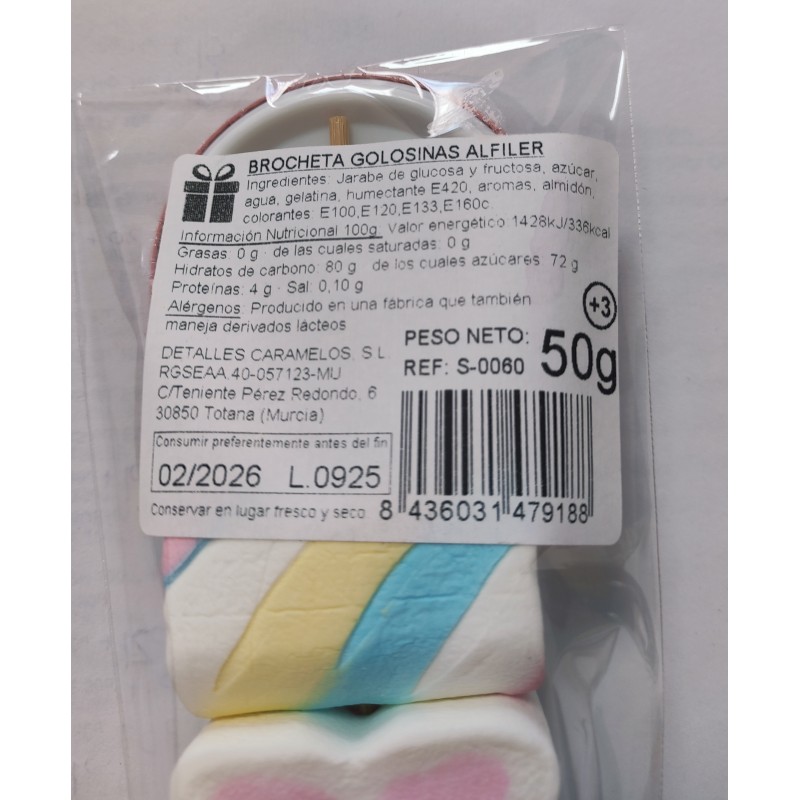 BROCHETA GOLOSINAS ALFILER
Ingredientes: Jarabe de glucosa y fructosa, azúcar,
agua, gelatina, humectante E420, aromas, almidón,
colorantes: E100,E120,E133,E160c.
Información Nutricional 100g. Valor energético:1428kJ/336kcal
Grasas: 0 g · de las cuales saturadas: 0 g
Hidratos de carbono: 80 g de los cuales azúcares 72 g
Proteínas: 4 g · Sal: 0,10 g
Alérgenos: Producido en una fábrica que también
maneja derivados lácteos
+3
DETALLES CARAMELOS, S.L.
RGSEAA.40-057123-MU
C/Teniente Pérez Redondo, 6
30850 Totana (Murcia)
PESO NETO: 50g
REF: S-0060
Consumir preferentemente antes del fin
02/2026 L.0925
Conservar en lugar fresco y seco
8 436031 479188